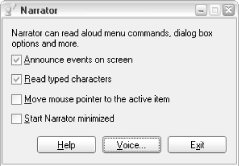 Narrator
Narrator can read aloud menu commands, dialog box
options and more.
Announce events on screen
Read typed characters
Move mouse pointer to the active item
Start Narrator minimized
Help
Voice...
Exit